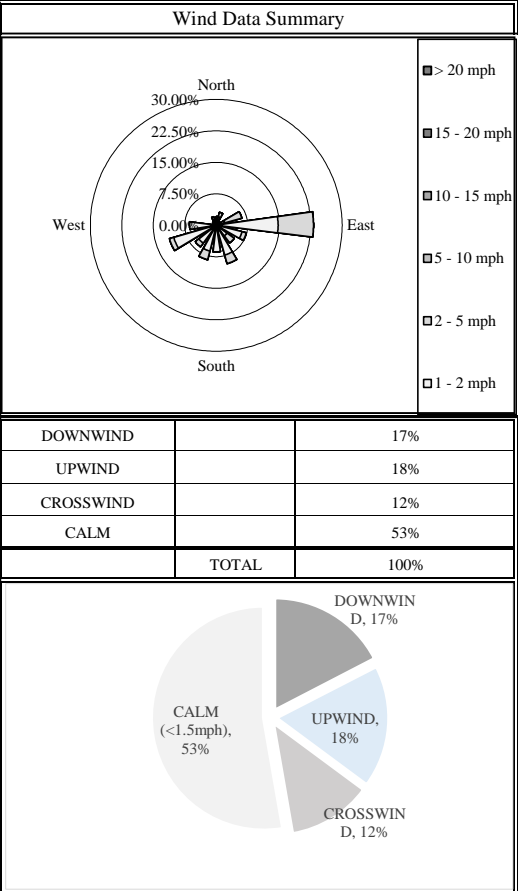 Wind Data Summary
North
30.00%
22.50%
15.00%
7.50%
0.00%
West
East
South
> 20 mph
15 - 20 mph
10 - 15 mph
5 - 10 mph
2 - 5 mph
1 - 2 mph
DOWNWIND 17%
UPWIND 18%
CROSSWIND 12%
CALM 53%
TOTAL 100%
DOWNWIN
D, 17%
UPWIND,
18%
CROSSWIN
D, 12%
CALM
(<1.5mph),
53%